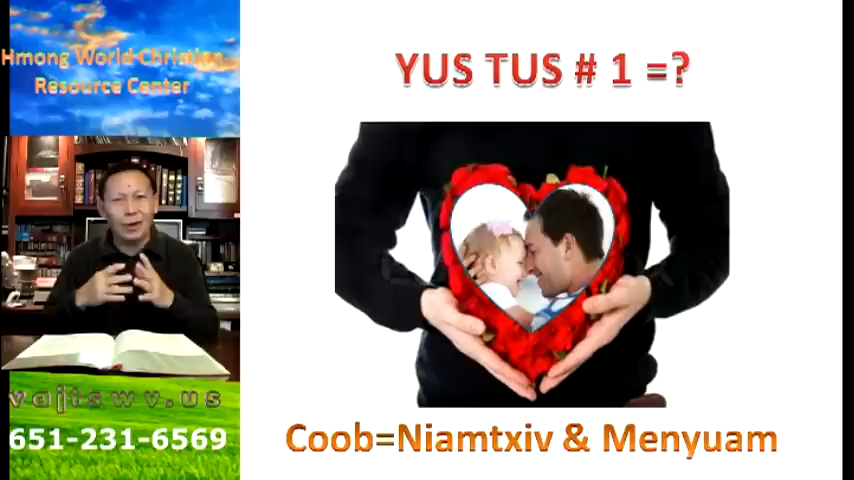 Hmong World Christian
Resource Center
YUS TUS # 1 =?
vajtswv.us
651-231-6569
Coob=Niamtxiv & Menyuam